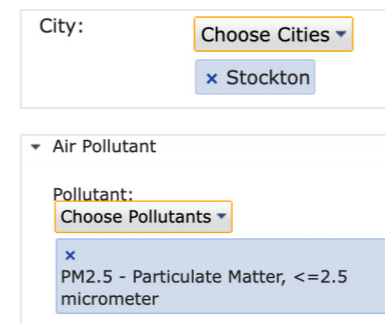 City:
Choose Cities
× Stockton
Air Pollutant
Pollutant:
Choose Pollutants
×
PM2.5 - Particulate Matter, <=2.5
micrometer